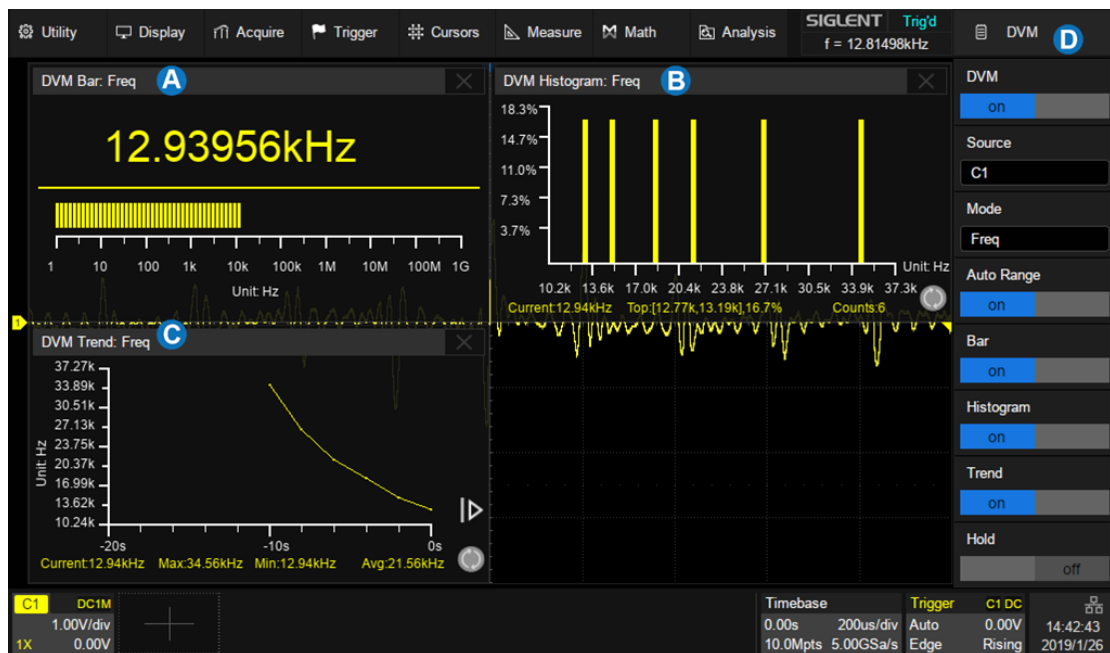 Utility Display Acquire Trigger Cursors Measure Math Analysis
SIGLENT Trig'd
f = 12.81498kHz
DVM D
DVM Bar: Freq A
12.93956kHz
1 10 100 1k 10k 100k 1M 10M 100M 1G
Unit: Hz
DVM Histogram: Freq B
18.3%
14.7%
11.0%
7.3%
3.7%
Unit: Hz
10.2k 13.6k 17.0k 20.4k 23.8k 27.1k 30.5k 33.9k 37.3k
Current:12.94kHz Top:[12.77k,13.19k],16.7% Counts:6
1
DVM Trend: Freq C
37.27k
33.89k
30.51k
27.13k
23.75k
20.37k
16.99k
13.62k
10.24k
Unit: Hz
-20s -10s 0s
Current:12.94kHz Max:34.56kHz Min:12.94kHz Avg:21.56kHz
DVM
on
Source
C1
Mode
Freq
Auto Range
on
Bar
on
Histogram
on
Trend
on
Hold
off
C1 DC1M
1.00V/div
1X 0.00V
Timebase
0.00s 200us/div
10.0Mpts 5.00GSa/s
Trigger C1 DC
Auto 0.00V
Edge Rising
14:42:43
2019/1/26